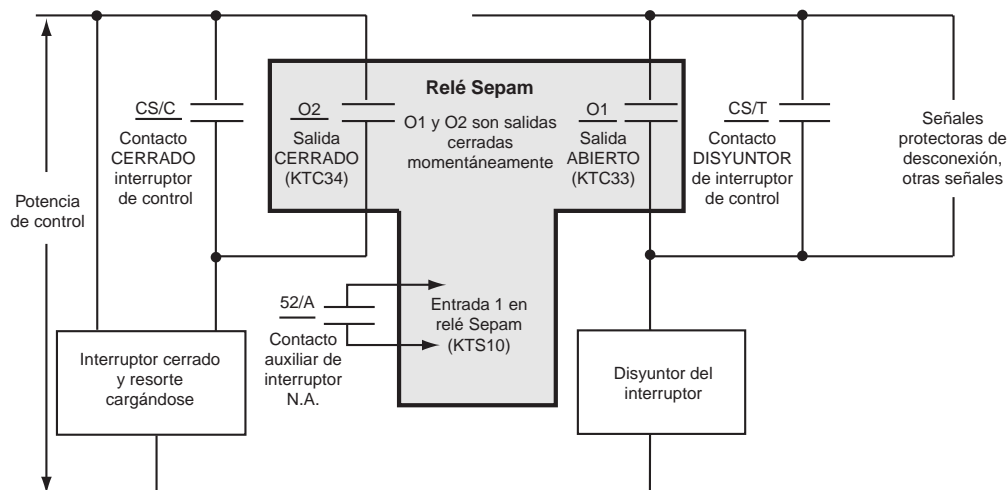 Relé Sepam
O1 y O2 son salidas
cerradas
momentáneamente
CS/C
Contacto
CERRADO
interruptor
de control
O2
Salida
CERRADO
(KTC34)
O1
Salida
ABIERTO
(KTC33)
CS/T
Contacto
DISYUNTOR
de interruptor
de control
Señales
protectoras de
desconexión,
otras señales
Potencia
de control
52/A
Contacto
auxiliar de
interruptor
N.A.
Entrada 1 en
relé Sepam
(KTS10)
Interruptor cerrado
y resorte
cargándose
Disyuntor del
interruptor